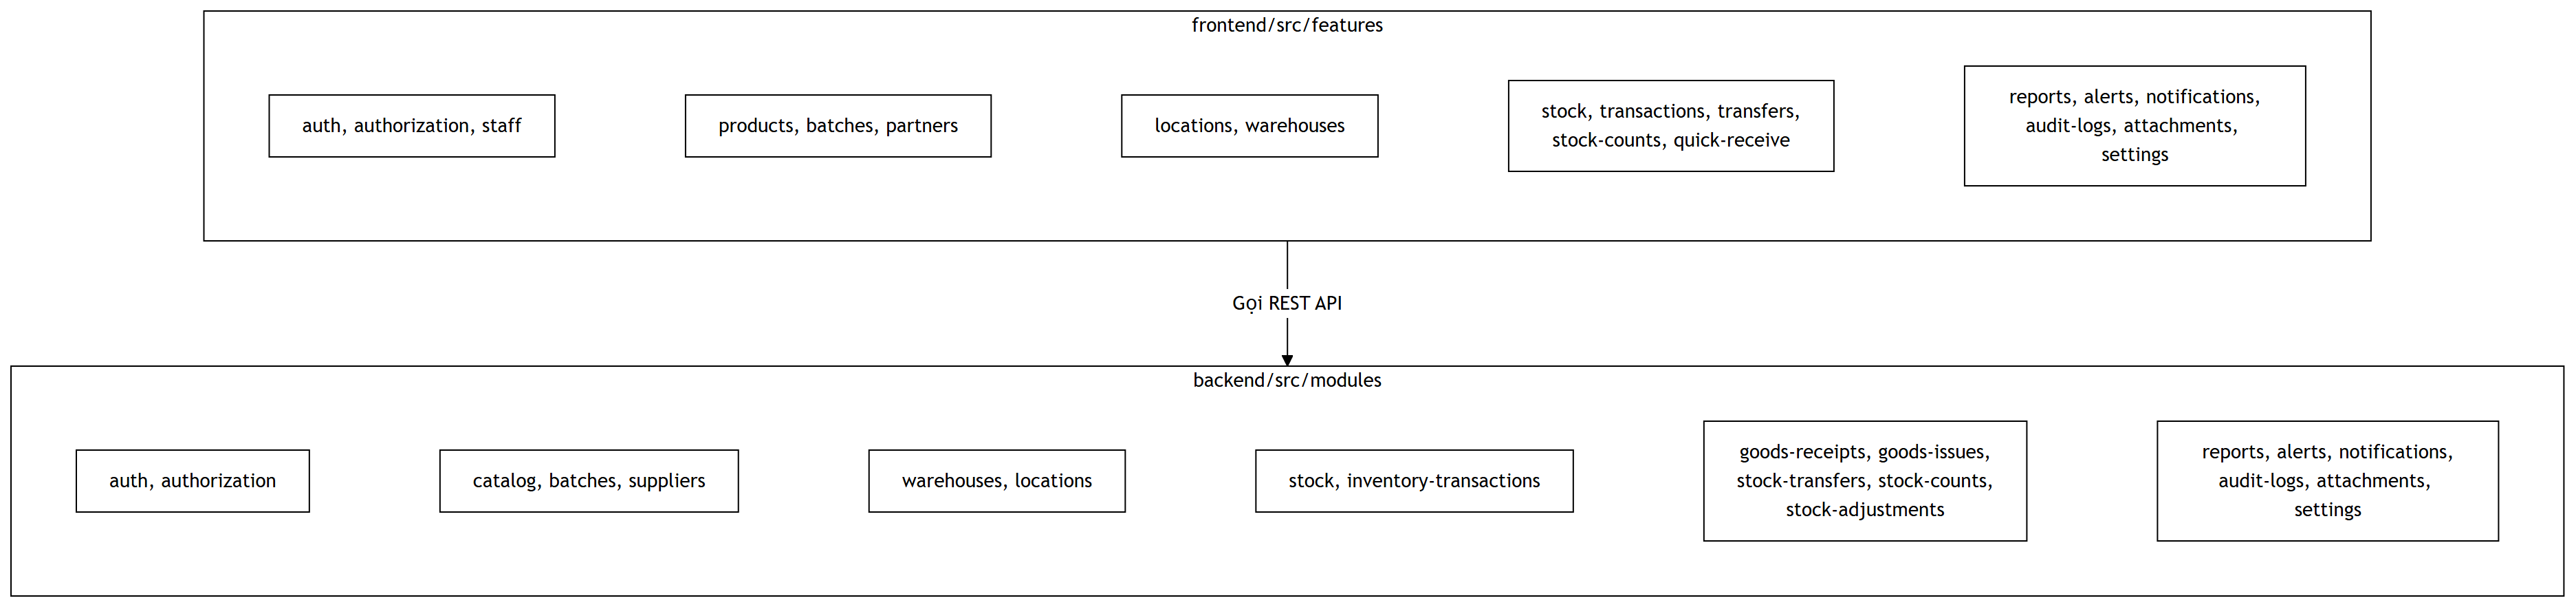 frontend/src/features
auth, authorization, staff
products, batches, partners
locations, warehouses
stock, transactions, transfers,
stock-counts, quick-receive
reports, alerts, notifications,
audit-logs, attachments,
settings
Gọi REST API
backend/src/modules
auth, authorization
catalog, batches, suppliers
warehouses, locations
stock, inventory-transactions
goods-receipts, goods-issues,
stock-transfers, stock-counts,
stock-adjustments
reports, alerts, notifications,
audit-logs, attachments,
settings